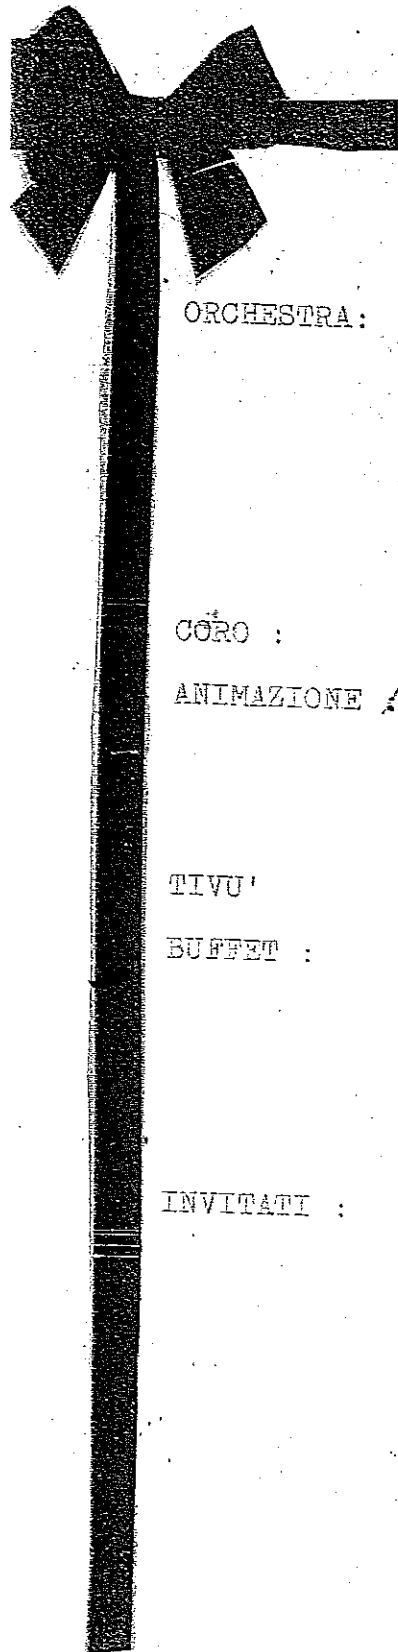 ORCHESTRA:
CORO :
ANIMAZIONE
TIVU'
BUFFET :
INVITATI :